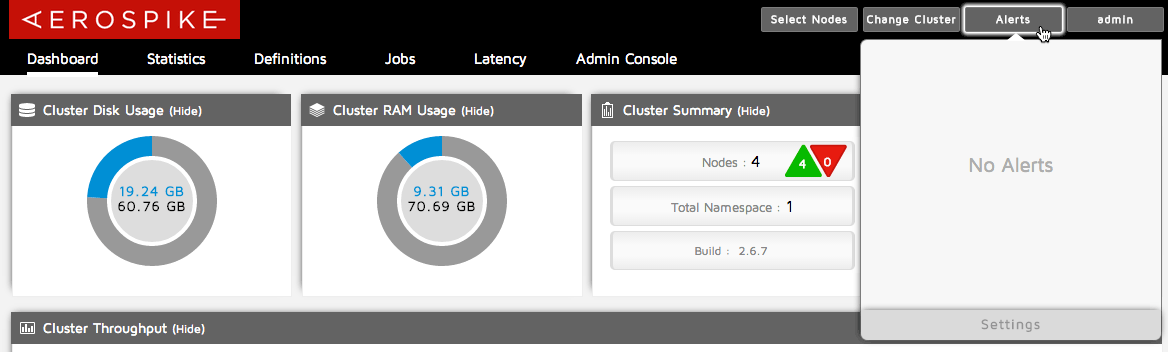 AEROSPIKE
Select Nodes Change Cluster Alerts admin
Dashboard Statistics Definitions Jobs Latency Admin Console
Cluster Disk Usage (Hide)
19.24 GB
60.76 GB
Cluster RAM Usage (Hide)
9.31 GB
70.69 GB
Cluster Summary (Hide)
Nodes : 4 4 0
Total Namespace : 1
Build : 2.6.7
No Alerts
Settings
Cluster Throughput (Hide)